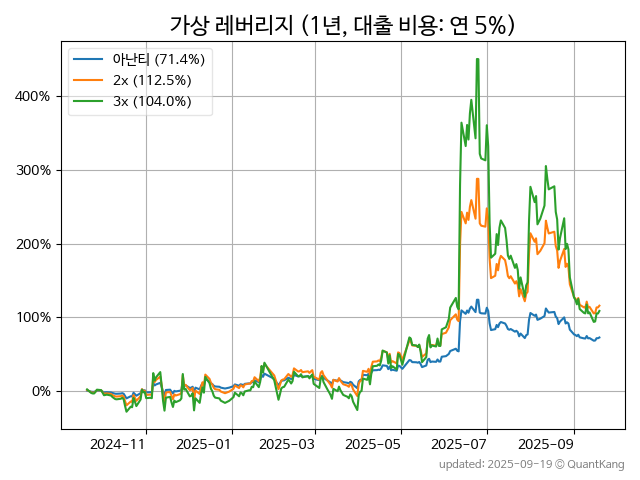 가상 레버리지 (1년, 대출 비용: 연 5%)
아난티 (71.4%)
2x (112.5%)
3x (104.0%)
400%
300%
200%
100%
0%
2024-11 2025-01 2025-03 2025-05 2025-07 2025-09
updated: 2025-09-19 © QuantKang